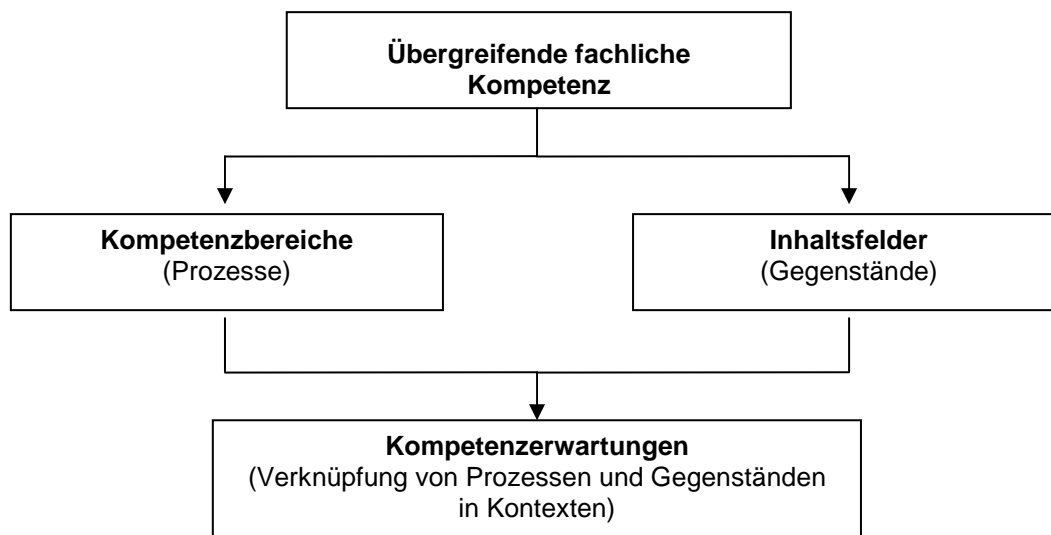 Übergreifende fachliche
Kompetenz
Kompetenzbereiche
(Prozesse)
Inhaltsfelder
(Gegenstände)
Kompetenzerwartungen
(Verknüpfung von Prozessen und Gegenständen
in Kontexten)